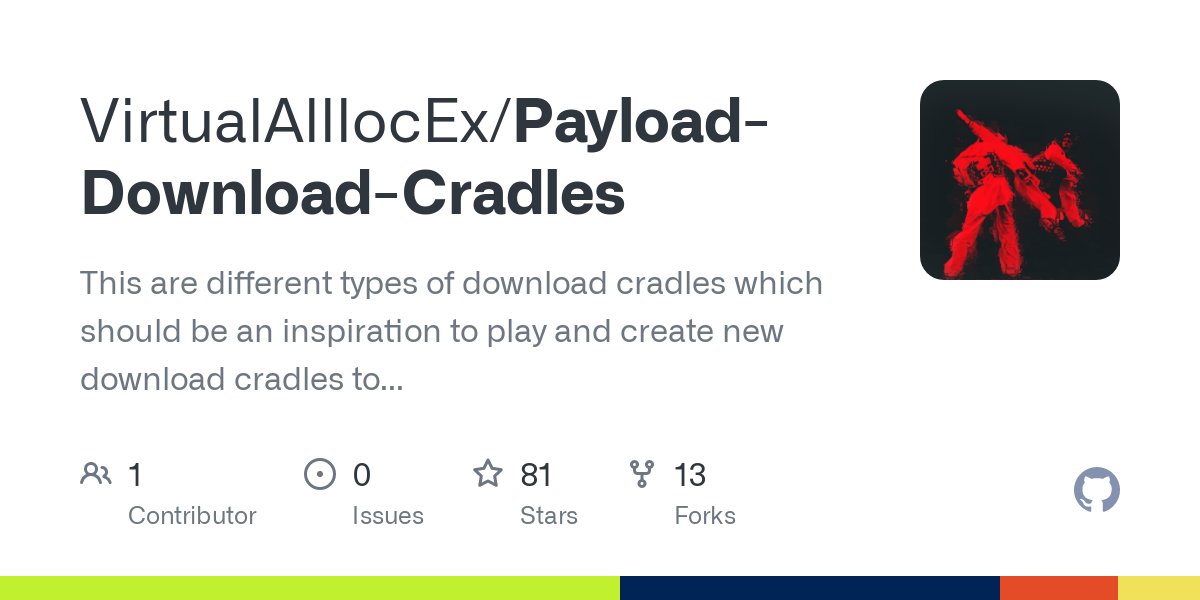 VirtualAllocEx/Payload-
Download-Cradles
This are different types of download cradles which
should be an inspiration to play and create new
download cradles to...
1
Contributor
0
Issues
81
Stars
13
Forks